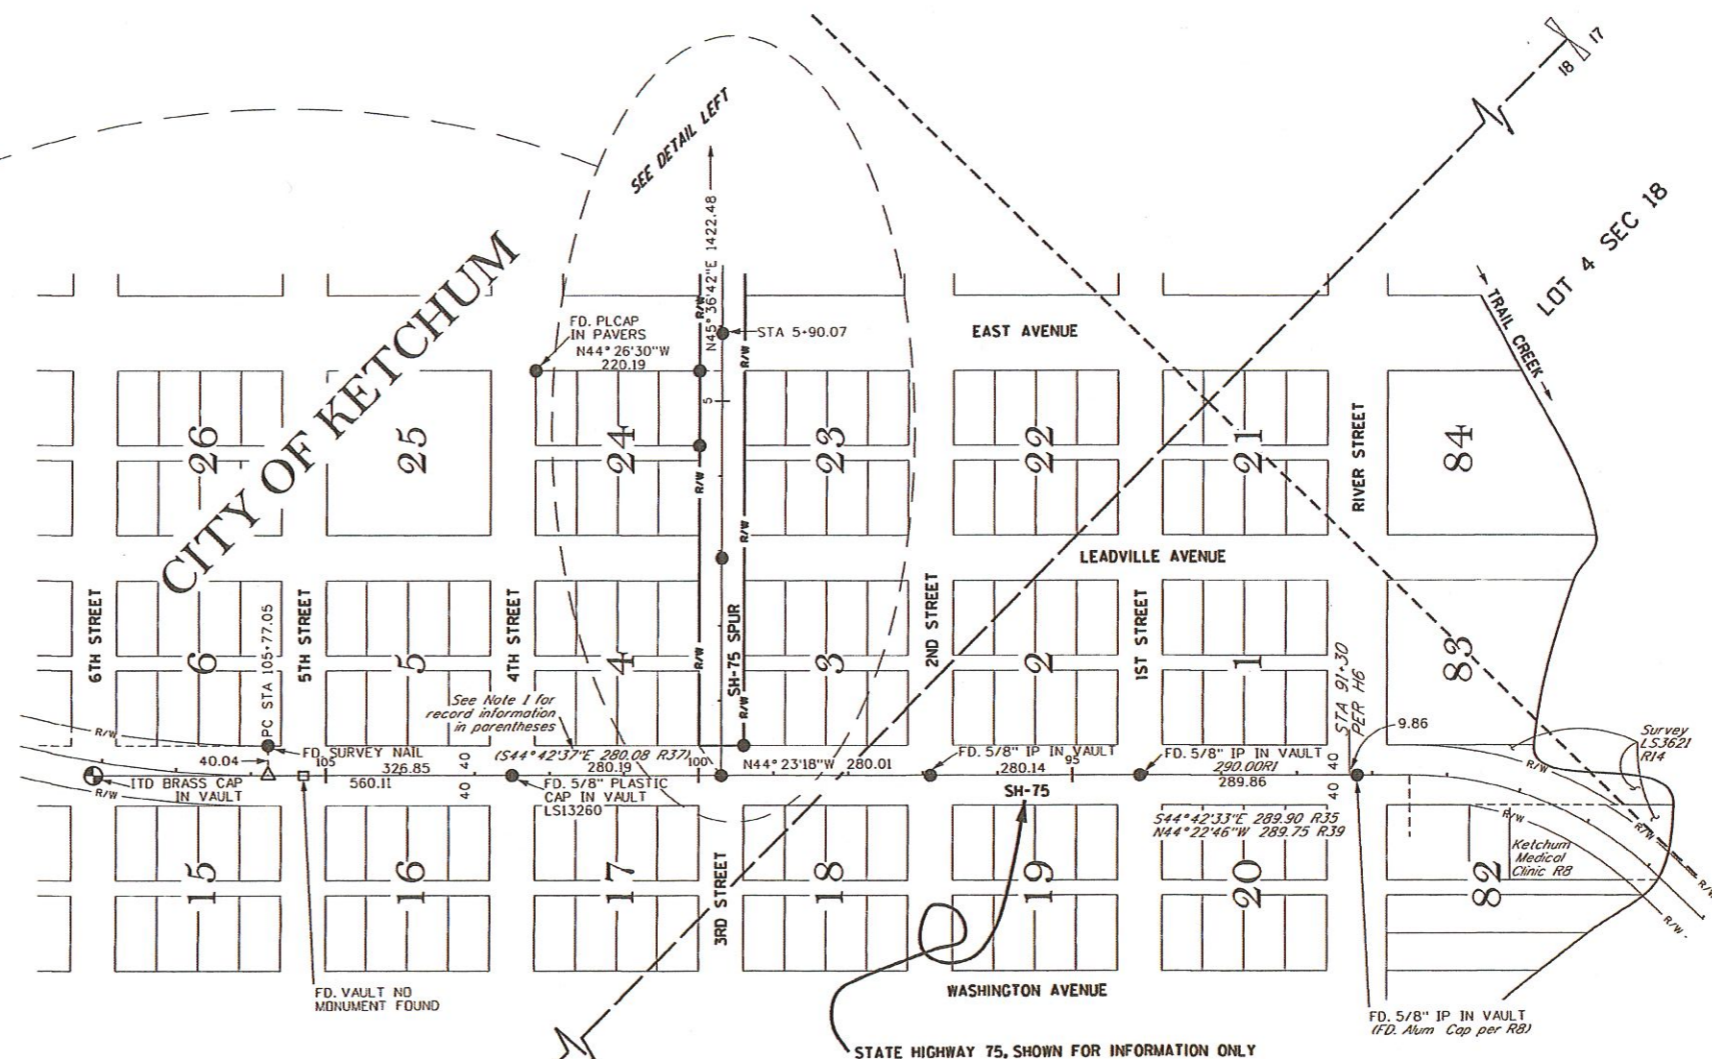 17
18
SEE DETAIL LEFT
LOT 4 SEC 18
CITY OF KETCHUM
N45°36'42"E 1422.48
TRAIL CREEK
FD. PLCAP
IN PAVERS
N44°26'30"W
220.19
R/W
STA 5+90.07
R/W
EAST AVENUE
5
26
25
24
23
22
21
84
RIVER STREET
R/W
R/W
LEADVILLE AVENUE
6TH STREET
6
PC STA 105+77.05
5TH STREET
5
4TH STREET
4
R/W
SH-75 SPUR
3
2ND STREET
2
1ST STREET
1
83
See Note 1 for
record information
in parentheses
R/W
STA 91+30
PER H6
9.86
Survey
LS3621
R14
R/W
FD. SURVEY NAIL
(S44°42'37"E 280.08 R37)
40.04
105
326.85
280.19
100
N44°23'18"W 280.01
FD. 5/8" IP IN VAULT
280.14
95
FD. 5/8" IP IN VAULT
290.00R1
289.86
40
40
R/W
ITD BRASS CAP
IN VAULT
560.11
40
40
FD. 5/8" PLASTIC
CAP IN VAULT
LS13260
SH-75
R/W
S44°42'33"E 289.90 R35
N44°22'46"W 289.75 R39
R/W
R/W
Ketchum
Medical
Clinic R8
15
16
17
3RD STREET
18
19
20
82
R/W
R/W
FD. VAULT NO
MONUMENT FOUND
WASHINGTON AVENUE
FD. 5/8" IP IN VAULT
(FD. Alum Cap per R8)
STATE HIGHWAY 75, SHOWN FOR INFORMATION ONLY